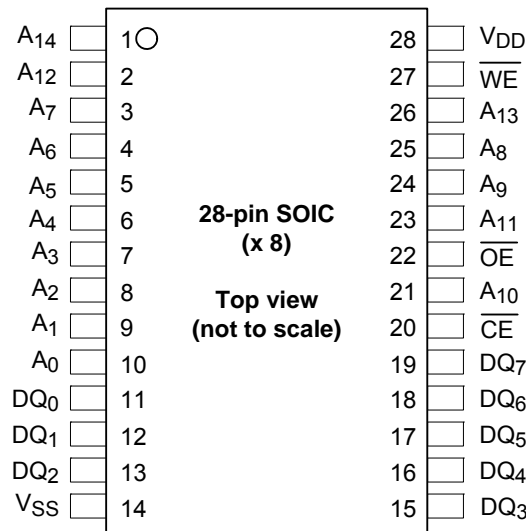 A14 1 28 VDD
A12 2 27 WE
A7 3 26 A13
A6 4 25 A8
A5 5 24 A9
A4 6 23 A11
A3 7 22 OE
A2 8 21 A10
A1 9 20 CE
A0 10 19 DQ7
DQ0 11 18 DQ6
DQ1 12 17 DQ5
DQ2 13 16 DQ4
VSS 14 15 DQ3
28-pin SOIC
(x 8)
Top view
(not to scale)